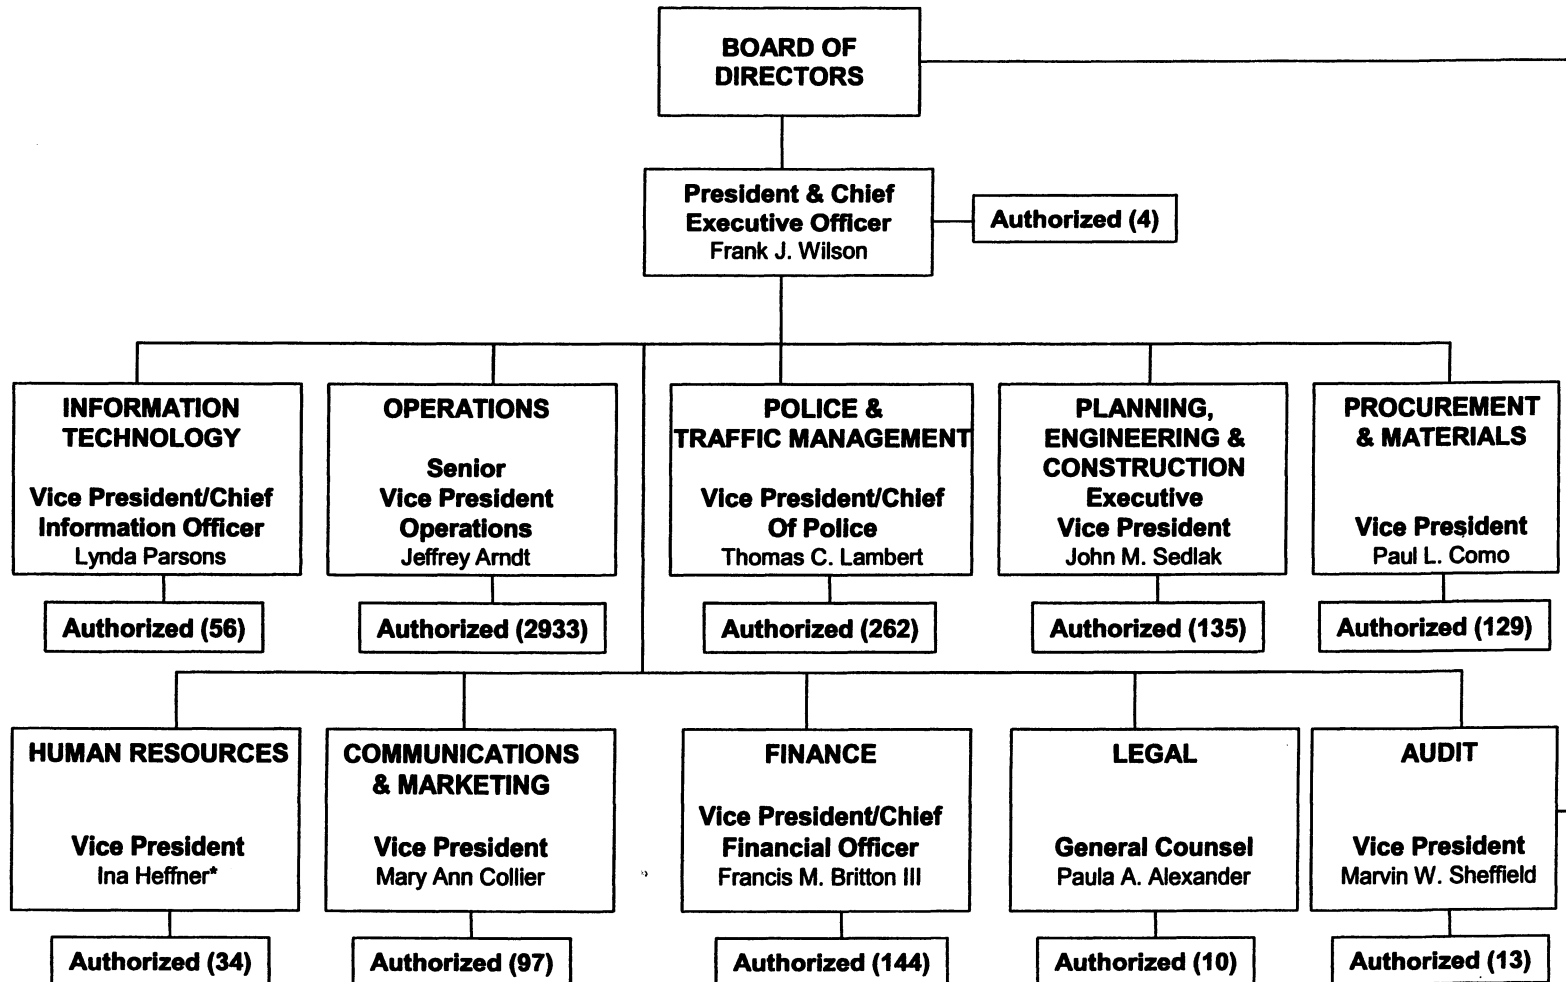 BOARD OF
DIRECTORS
President & Chief
Executive Officer
Frank J. Wilson
Authorized (4)
INFORMATION
TECHNOLOGY
Vice President/Chief
Information Officer
Lynda Parsons
Authorized (56)
OPERATIONS
Senior
Vice President
Operations
Jeffrey Arndt
Authorized (2933)
POLICE &
TRAFFIC MANAGEMENT
Vice President/Chief
Of Police
Thomas C. Lambert
Authorized (262)
PLANNING,
ENGINEERING &
CONSTRUCTION
Executive
Vice President
John M. Sedlak
Authorized (135)
PROCUREMENT
& MATERIALS
Vice President
Paul L. Como
Authorized (129)
HUMAN RESOURCES
Vice President
Ina Heffner*
Authorized (34)
COMMUNICATIONS
& MARKETING
Vice President
Mary Ann Collier
Authorized (97)
FINANCE
Vice President/Chief
Financial Officer
Francis M. Britton III
Authorized (144)
LEGAL
General Counsel
Paula A. Alexander
Authorized (10)
AUDIT
Vice President
Marvin W. Sheffield
Authorized (13)